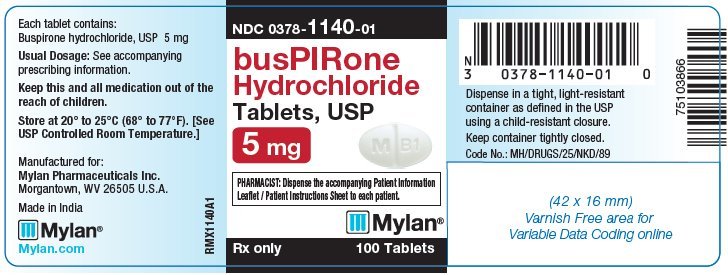 Each tablet contains:
Buspirone hydrochloride, USP 5 mg
Usual Dosage: See accompanying
prescribing information.
Keep this and all medication out of the
reach of children.
Store at 20° to 25°C (68° to 77°F). [See
USP Controlled Room Temperature.]
Manufactured for:
Mylan Pharmaceuticals Inc.
Morgantown, WV 26505 U.S.A.
Made in India
Mylan®
Mylan.com
RMX1140A1
NDC 0378-1140-01
busPIRone
Hydrochloride
Tablets, USP
5 mg
M B1
PHARMACIST: Dispense the accompanying Patient Information
Leaflet / Patient Instructions Sheet to each patient.
Mylan®
Rx only 100 Tablets
N
3 0378-1140-01 0
75103866
Dispense in a tight, light-resistant
container as defined in the USP
using a child-resistant closure.
Keep container tightly closed.
Code No.: MH/DRUGS/25/NKD/89
(42 x 16 mm)
Varnish Free area for
Variable Data Coding online